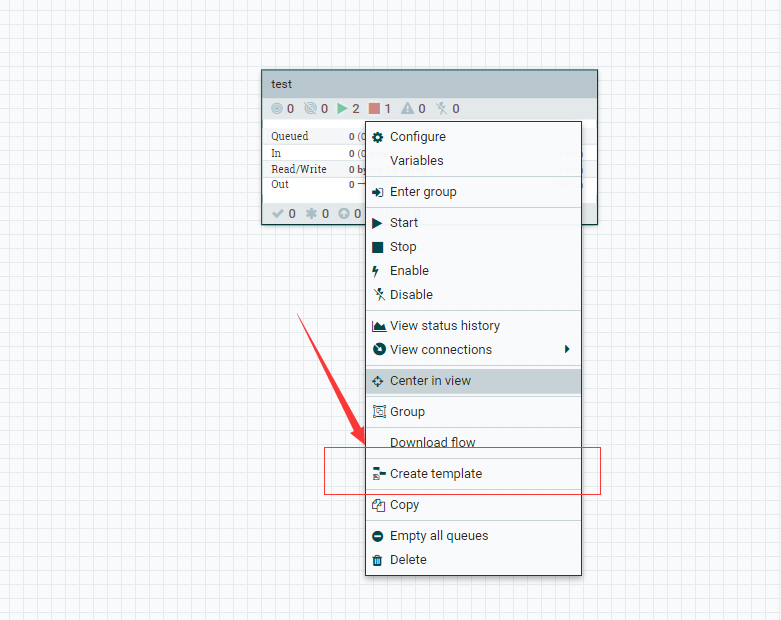 test
0 0 2 1 0 0
Queued 0 (0
In 0 (0
Read/Write 0 by
Out 0
0 0 0
Configure
Variables
Enter group
Start
Stop
Enable
Disable
View status history
View connections
Center in view
Group
Download flow
Create template
Copy
Empty all queues
Delete